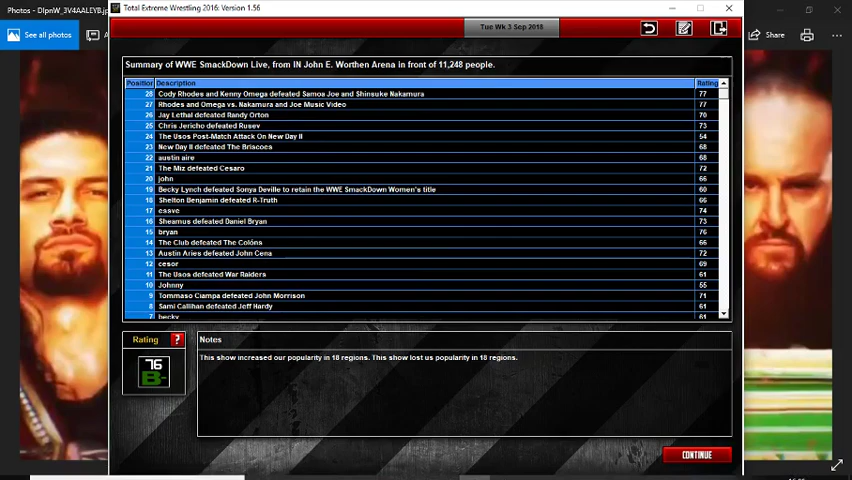 Photos - DlpnW_3V4AALEYB.jp
Total Extreme Wrestling 2016: Version 1.56
See all photos
Share
Tue Wk 3 Sep 2018
Summary of WWE SmackDown Live, from IN John E. Worthen Arena in front of 11,248 people.
Position Description Rating
28 Cody Rhodes and Kenny Omega defeated Samoa Joe and Shinsuke Nakamura 77
27 Rhodes and Omega vs. Nakamura and Joe Music Video 77
26 Jay Lethal defeated Randy Orton 70
25 Chris Jericho defeated Rusev 73
24 The Usos Post-Match Attack On New Day II 54
23 New Day II defeated The Briscoes 68
22 austin aire 68
21 The Miz defeated Cesaro 72
20 john 66
19 Becky Lynch defeated Sonya Deville to retain the WWE SmackDown Women's title 60
18 Shelton Benjamin defeated R-Truth 66
17 essve 74
16 Sheamus defeated Daniel Bryan 73
15 bryan 76
14 The Club defeated The Colóns 66
13 Austin Aries defeated John Cena 72
12 cesor 69
11 The Usos defeated War Raiders 61
10 Johnny 55
9 Tommaso Ciampa defeated John Morrison 71
8 Sami Callihan defeated Jeff Hardy 61
7 becky 61
Rating ?
Notes
76
B-
This show increased our popularity in 18 regions. This show lost us popularity in 18 regions.
CONTINUE